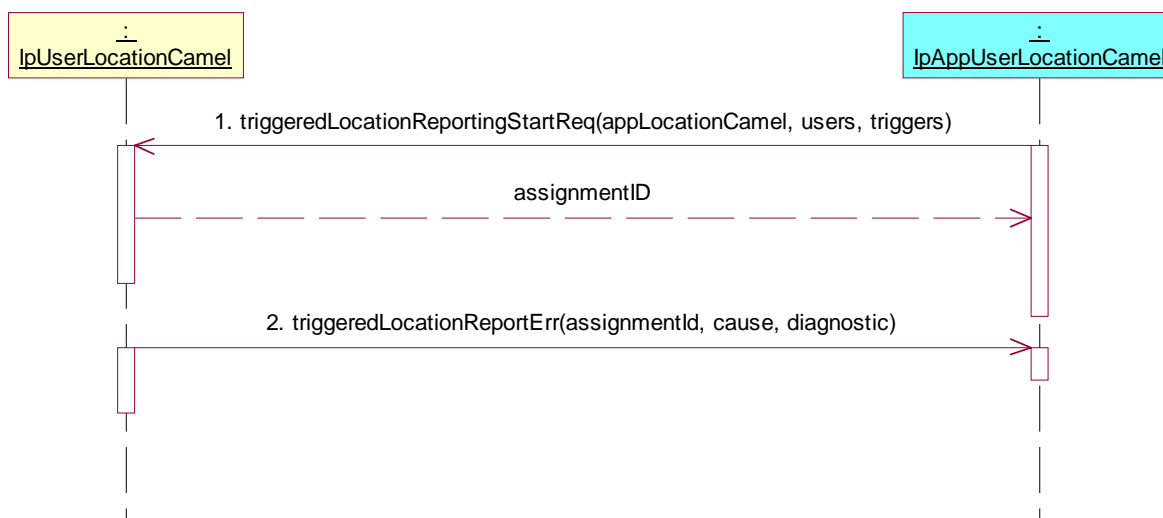 :
IpUserLocationCamel
:
IpAppUserLocationCamel
1. triggeredLocationReportingStartReq(appLocationCamel, users, triggers)
assignmentID
2. triggeredLocationReportErr(assignmentId, cause, diagnostic)